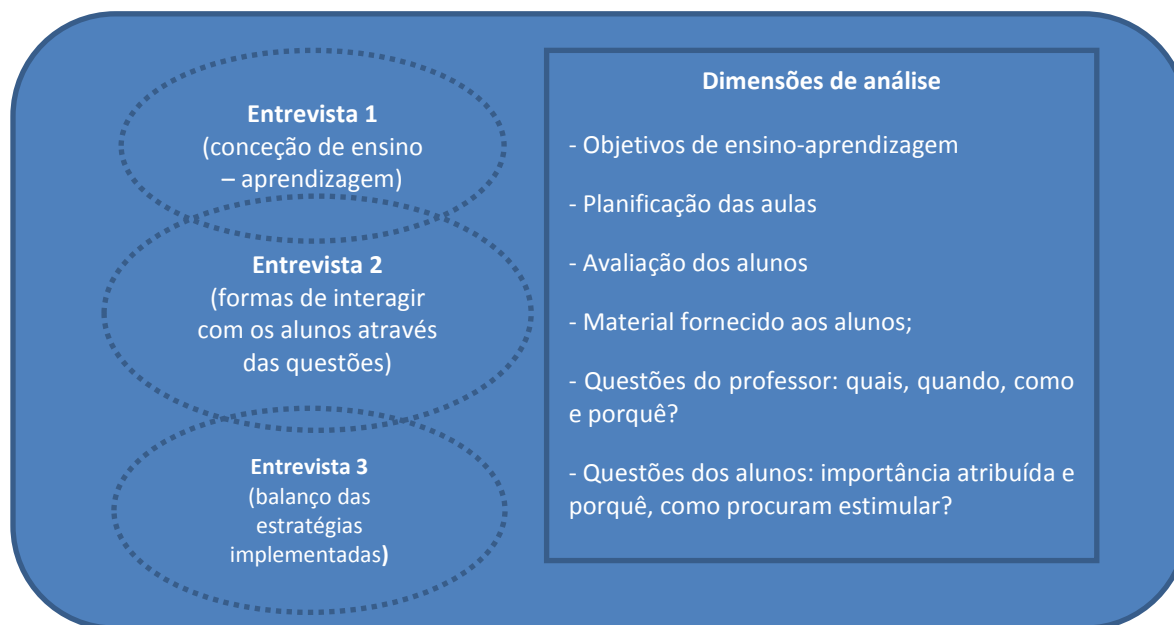 Entrevista 1
(conceção de ensino
– aprendizagem)
Entrevista 2
(formas de interagir
com os alunos através
das questões)
Entrevista 3
(balanço das
estratégias
implementadas)
Dimensões de análise
- Objetivos de ensino-aprendizagem
- Planificação das aulas
- Avaliação dos alunos
- Material fornecido aos alunos;
- Questões do professor: quais, quando, como
e porquê?
- Questões dos alunos: importância atribuída e
porquê, como procuram estimular?